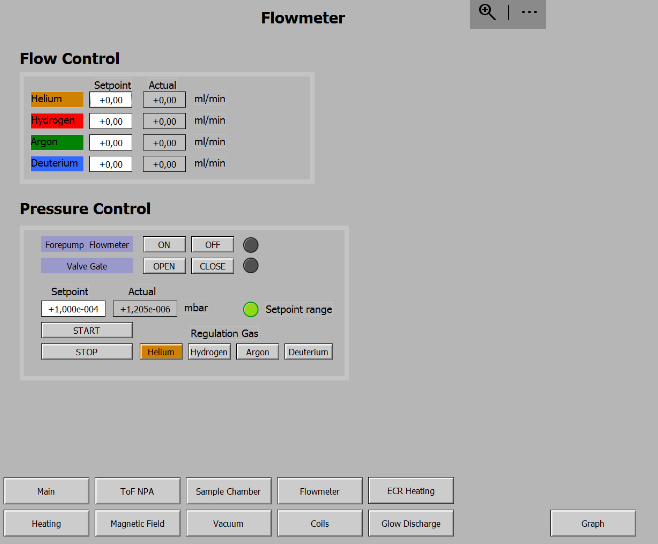 Flowmeter
Flow Control
Setpoint Actual
Helium +0,00 +0,00 ml/min
Hydrogen +0,00 +0,00 ml/min
Argon +0,00 +0,00 ml/min
Deuterium +0,00 +0,00 ml/min
Pressure Control
Forepump Flowmeter ON OFF
Valve Gate OPEN CLOSE
Setpoint Actual
+1,000e-004 +1,205e-006 mbar Setpoint range
START Regulation Gas
STOP Helium Hydrogen Argon Deuterium
Main ToF NPA Sample Chamber Flowmeter ECR Heating
Heating Magnetic Field Vacuum Coils Glow Discharge Graph